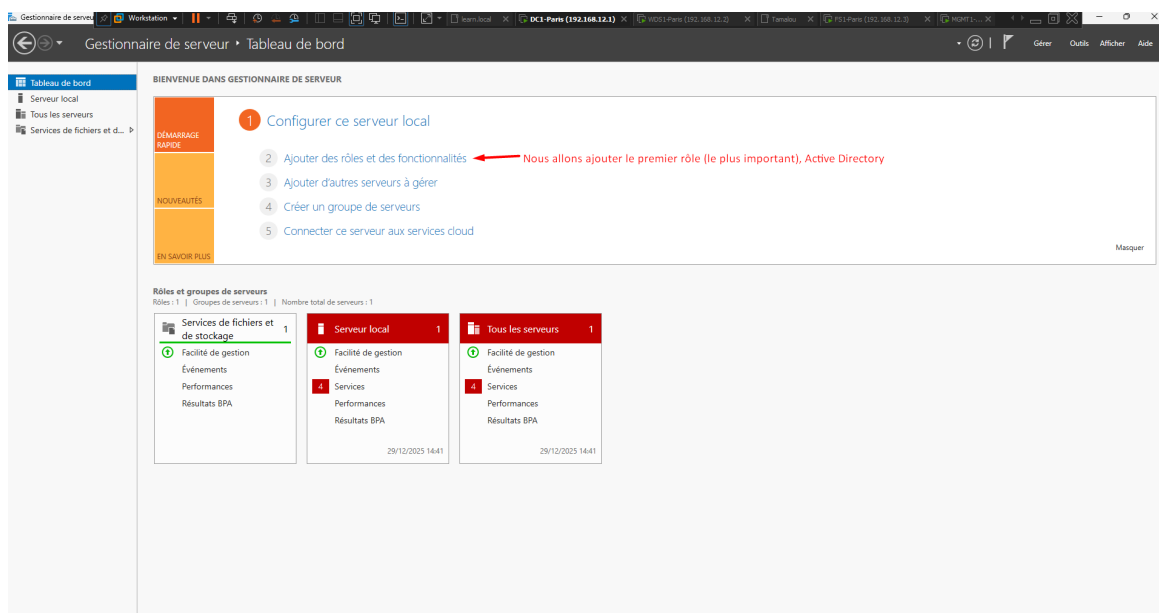 Gestionnaire de serveu
Workstation
learn.local
DC1-Paris (192.168.12.1)
WDS1-Paris (192.168.12.2)
Tamalou
FS1-Paris (192.168.12.3)
MGMT1-...
Gestionnaire de serveur • Tableau de bord
Gérer Outils Afficher Aide
Tableau de bord
Serveur local
Tous les serveurs
Services de fichiers et d...
BIENVENUE DANS GESTIONNAIRE DE SERVEUR
DÉMARRAGE
RAPIDE
NOUVEAUTÉS
EN SAVOIR PLUS
1 Configurer ce serveur local
2 Ajouter des rôles et des fonctionnalités
Nous allons ajouter le premier rôle (le plus important), Active Directory
3 Ajouter d'autres serveurs à gérer
4 Créer un groupe de serveurs
5 Connecter ce serveur aux services cloud
Masquer
Rôles et groupes de serveurs
Rôles : 1 | Groupes de serveurs : 1 | Nombre total de serveurs : 1
Services de fichiers et
de stockage
1
Facilité de gestion
Événements
Performances
Résultats BPA
Serveur local 1
Facilité de gestion
Événements
4 Services
Performances
Résultats BPA
29/12/2025 14:41
Tous les serveurs 1
Facilité de gestion
Événements
4 Services
Performances
Résultats BPA
29/12/2025 14:41